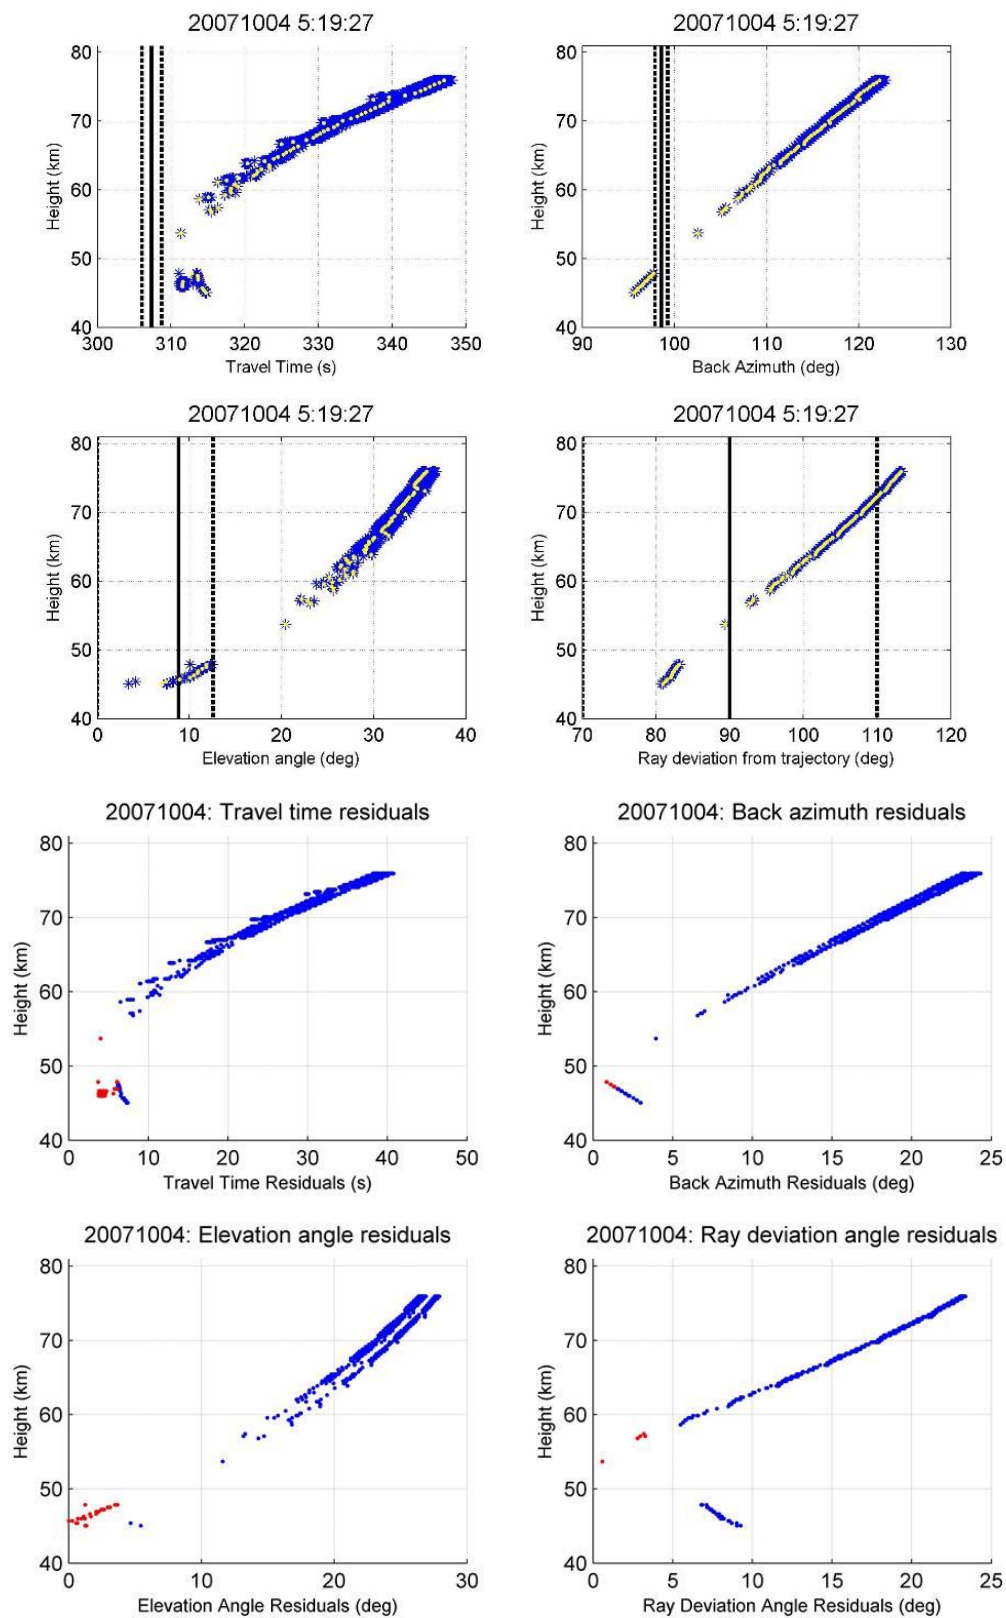 20071004 5:19:27
80
70
60
50
40
Height (km)
300 310 320 330 340 350
Travel Time (s)
20071004 5:19:27
80
70
60
50
40
Height (km)
90 100 110 120 130
Back Azimuth (deg)
20071004 5:19:27
80
70
60
50
40
Height (km)
0 10 20 30 40
Elevation angle (deg)
20071004 5:19:27
80
70
60
50
40
Height (km)
70 80 90 100 110 120
Ray deviation from trajectory (deg)
20071004: Travel time residuals
80
70
60
50
40
Height (km)
0 10 20 30 40 50
Travel Time Residuals (s)
20071004: Back azimuth residuals
80
70
60
50
40
Height (km)
0 5 10 15 20 25
Back Azimuth Residuals (deg)
20071004: Elevation angle residuals
80
70
60
50
40
Height (km)
0 10 20 30
Elevation Angle Residuals (deg)
20071004: Ray deviation angle residuals
80
70
60
50
40
Height (km)
0 5 10 15 20 25
Ray Deviation Angle Residuals (deg)